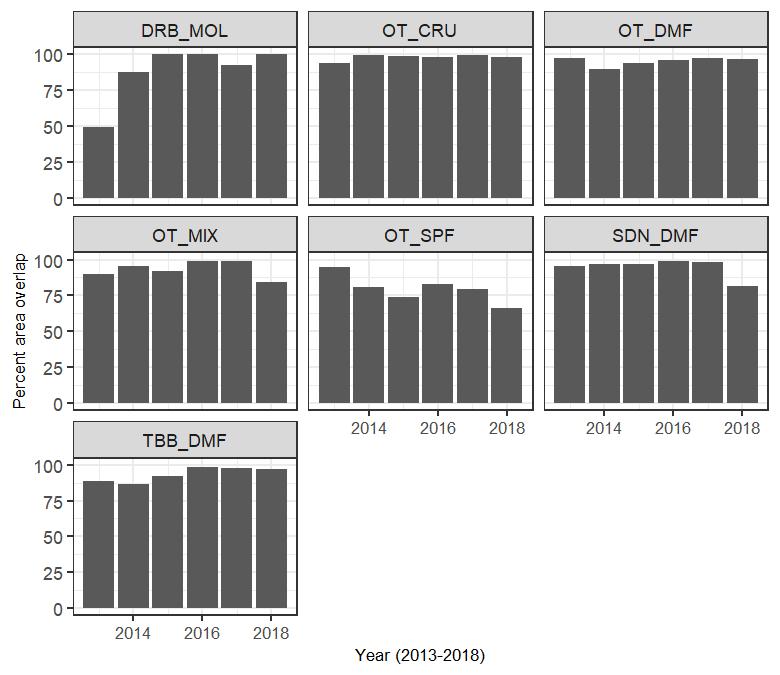 DRB_MOL OT_CRU OT_DMF
100
75
50
25
0
OT_MIX OT_SPF SDN_DMF
100
75
50
25
0
2014 2016 2018 2014 2016 2018
TBB_DMF
100
75
50
25
0
2014 2016 2018
Percent area overlap
Year (2013-2018)